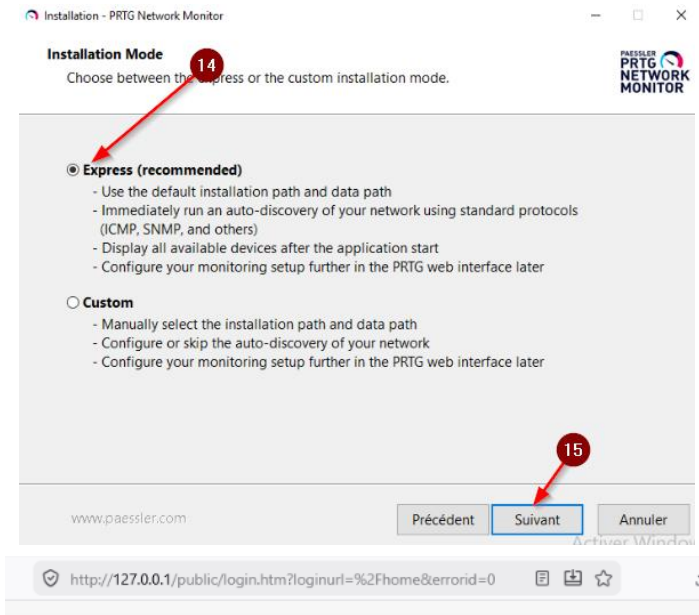 Installation - PRTG Network Monitor
Installation Mode
14
Choose between the express or the custom installation mode.
PAESSLER
PRTG
NETWORK
MONITOR
Express (recommended)
- Use the default installation path and data path
- Immediately run an auto-discovery of your network using standard protocols
(ICMP, SNMP, and others)
- Display all available devices after the application start
- Configure your monitoring setup further in the PRTG web interface later
Custom
- Manually select the installation path and data path
- Configure or skip the auto-discovery of your network
- Configure your monitoring setup further in the PRTG web interface later
15
www.paessler.com
Précédent
Suivant
Annuler
Activer Window
http://127.0.0.1/public/login.htm?loginurl=%2Fhome&errorid=0